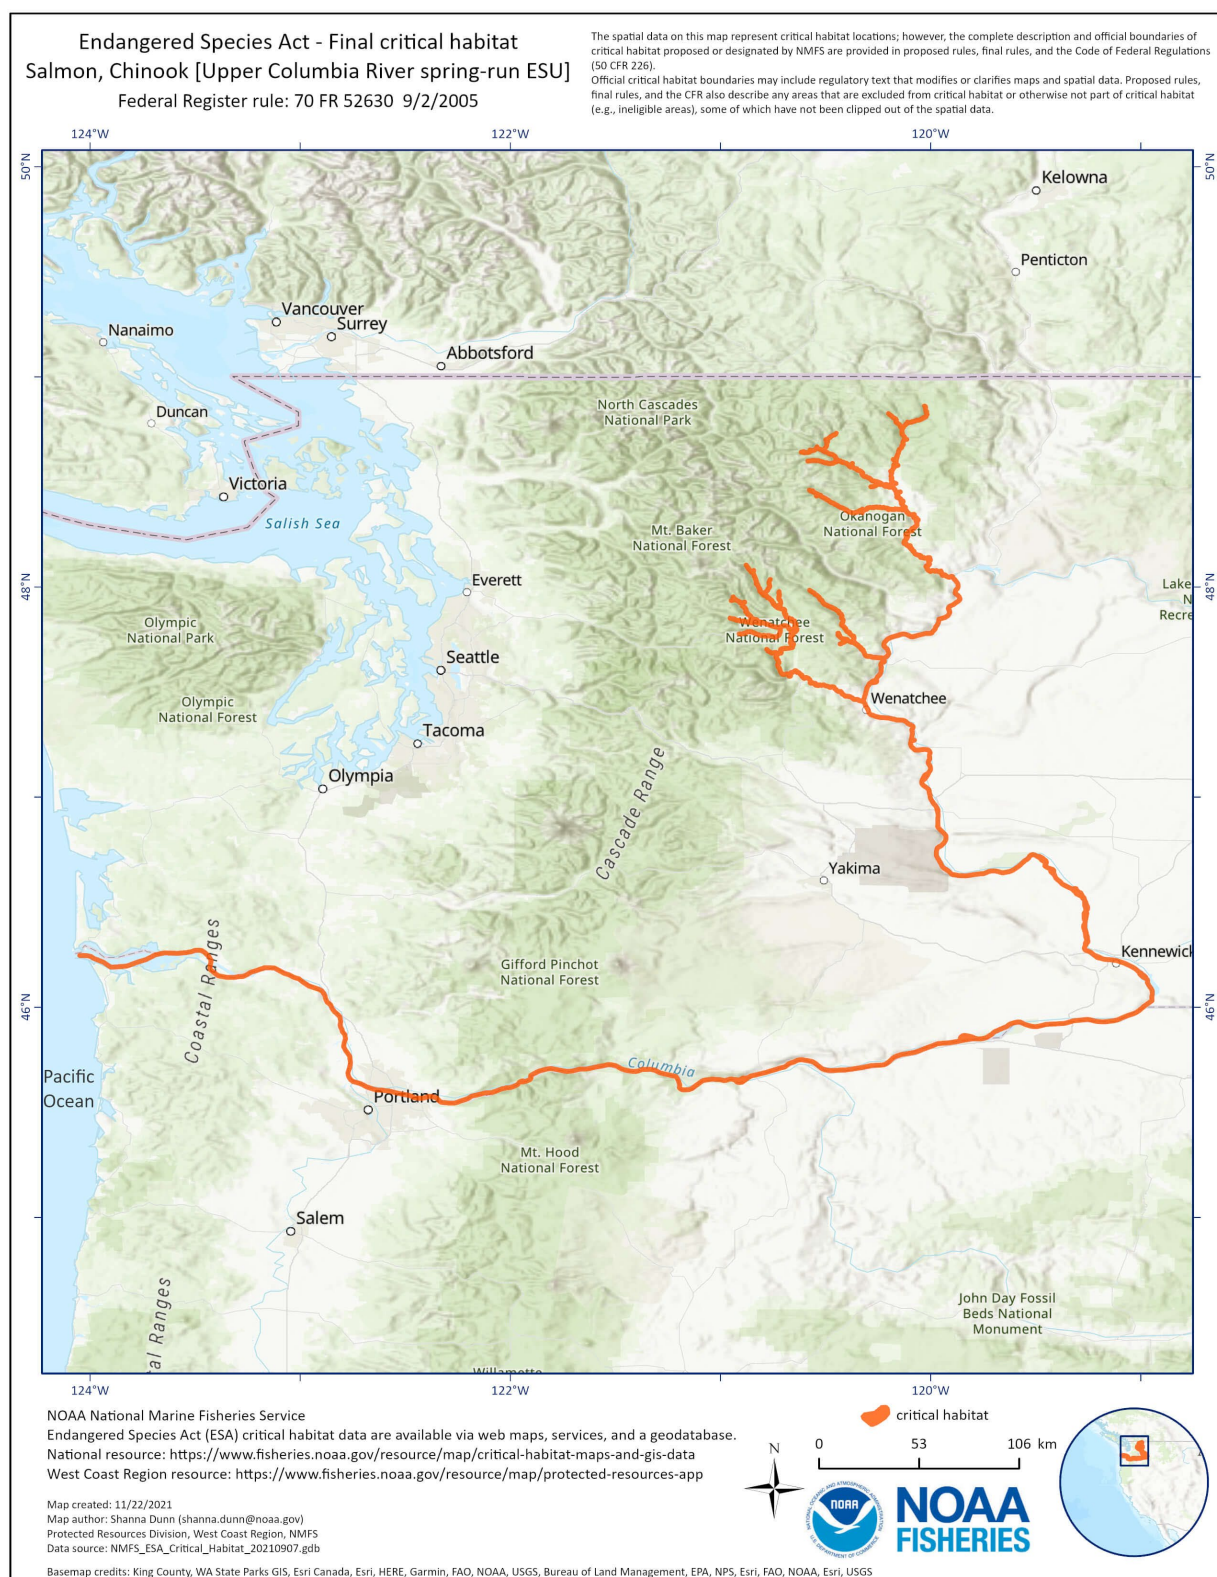 Endangered Species Act - Final critical habitat
Salmon, Chinook [Upper Columbia River spring-run ESU]
Federal Register rule: 70 FR 52630 9/2/2005
The spatial data on this map represent critical habitat locations; however, the complete description and official boundaries of
critical habitat proposed or designated by NMFS are provided in proposed rules, final rules, and the Code of Federal Regulations
(50 CFR 226).
Official critical habitat boundaries may include regulatory text that modifies or clarifies maps and spatial data. Proposed rules,
final rules, and the CFR also describe any areas that are excluded from critical habitat or otherwise not part of critical habitat
(e.g., ineligible areas), some of which have not been clipped out of the spatial data.
124°W
122°W
120°W
50°N
50°N
Kelowna
Penticton
Vancouver
Surrey
Nanaimo
Abbotsford
North Cascades
National Park
Duncan
Victoria
Salish Sea
Okanogan
National Forest
Mt. Baker
National Forest
48°N
Everett
48°N
Lake
N
Recre
Olympic
National Park
Wenatchee
National Forest
Seattle
Olympic
National Forest
Wenatchee
Tacoma
Olympia
Cascade Range
Yakima
Coastal Ranges
Gifford Pinchot
National Forest
Kennewick
46°N
46°N
Columbia
Pacific
Ocean
Portland
Mt. Hood
National Forest
Salem
John Day Fossil
Beds National
Monument
al Ranges
Willamette
124°W
122°W
120°W
NOAA National Marine Fisheries Service
Endangered Species Act (ESA) critical habitat data are available via web maps, services, and a geodatabase.
National resource: https://www.fisheries.noaa.gov/resource/map/critical-habitat-maps-and-gis-data
West Coast Region resource: https://www.fisheries.noaa.gov/resource/map/protected-resources-app
Map created: 11/22/2021
Map author: Shanna Dunn (shanna.dunn@noaa.gov)
Protected Resources Division, West Coast Region, NMFS
Data source: NMFS_ESA_Critical_Habitat_20210907.gdb
Basemap credits: King County, WA State Parks GIS, Esri Canada, Esri, HERE, Garmin, FAO, NOAA, USGS, Bureau of Land Management, EPA, NPS, Esri, FAO, NOAA, Esri, USGS
critical habitat
N
0 53 106 km
NATIONAL OCEANIC AND ATMOSPHERIC ADMINISTRATION
NOAA
U.S. DEPARTMENT OF COMMERCE
NOAA
FISHERIES